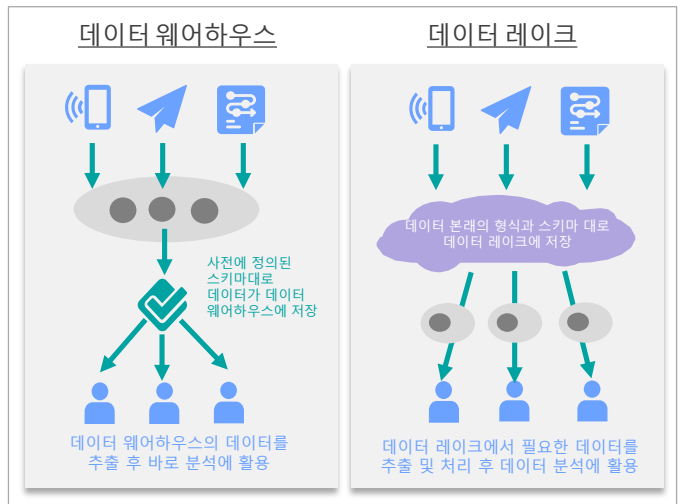 데이터 웨어하우스
데이터 레이크
사전에 정의된
스키마대로
데이터가 데이터
웨어하우스에 저장
데이터 웨어하우스의 데이터를
추출 후 바로 분석에 활용
데이터 본래의 형식과 스키마 대로
데이터 레이크에 저장
데이터 레이크에서 필요한 데이터를
추출 및 처리 후 데이터 분석에 활용